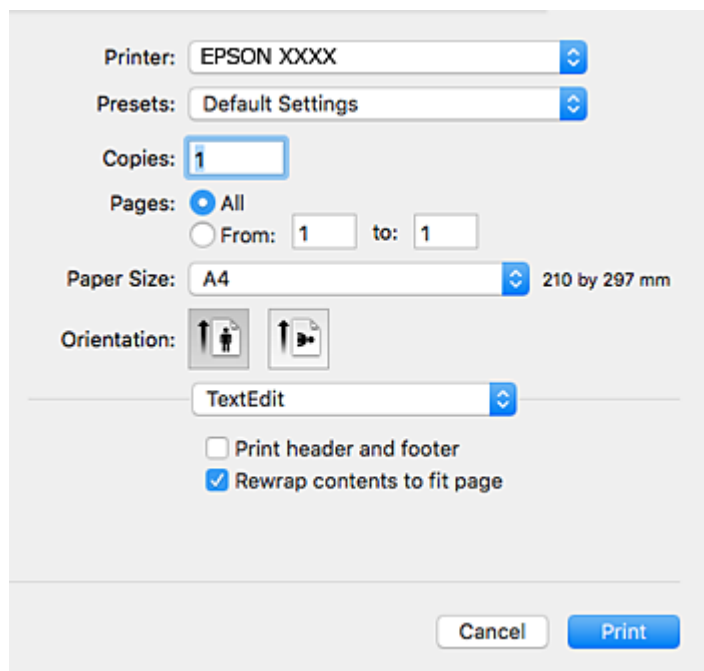 Printer: EPSON XXXX
Presets: Default Settings
Copies: 1
Pages: All
From: 1 to: 1
Paper Size: A4 210 by 297 mm
Orientation:
TextEdit
Print header and footer
Rewrap contents to fit page
Cancel Print